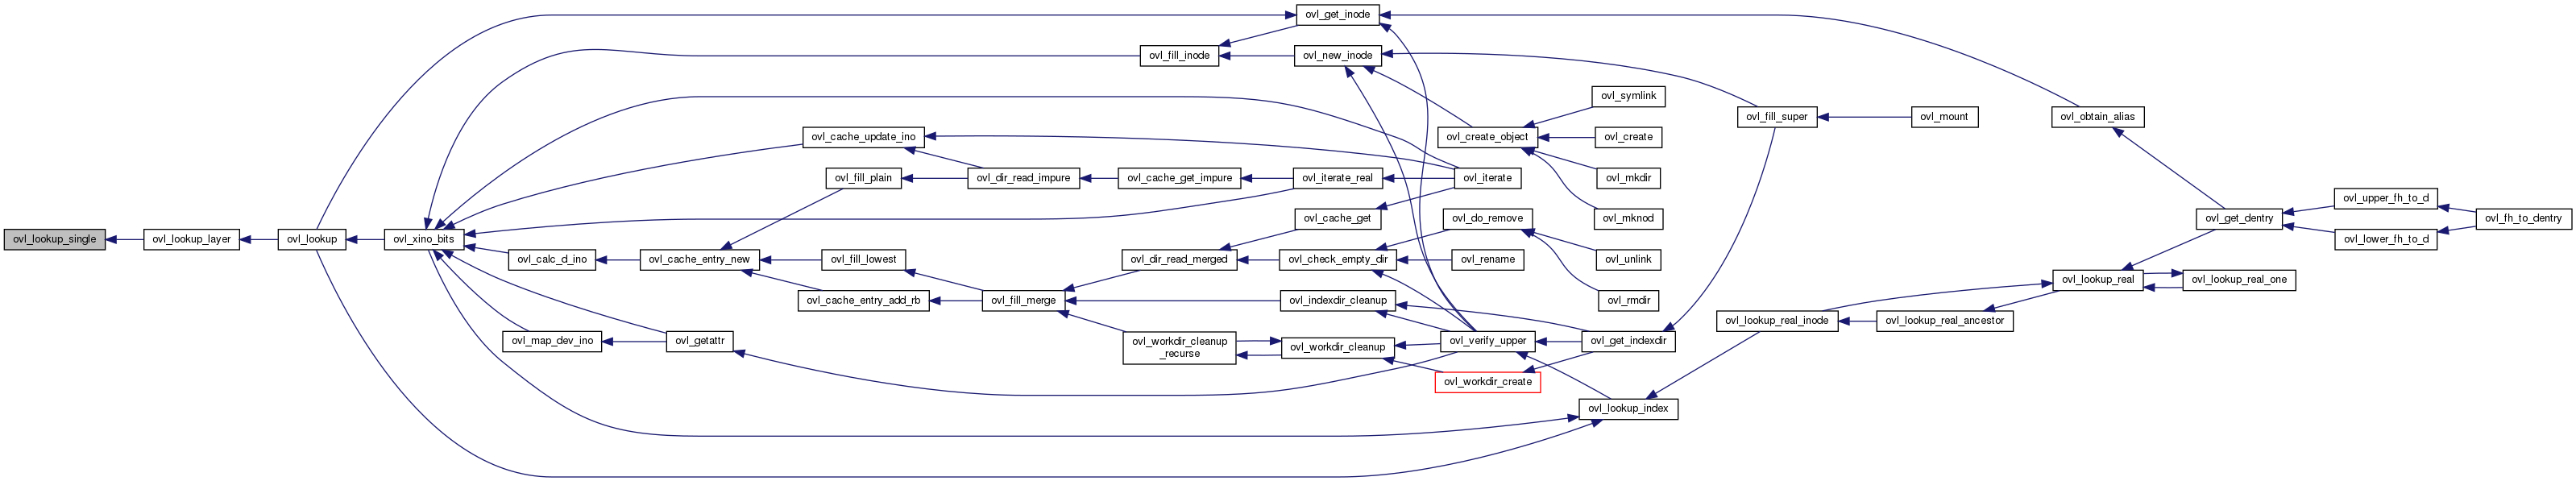 ovl_get_inode
ovl_fill_inode
ovl_new_inode
ovl_symlink
ovl_fill_super
ovl_mount
ovl_obtain_alias
ovl_cache_update_ino
ovl_create_object
ovl_create
ovl_fill_plain
ovl_dir_read_impure
ovl_cache_get_impure
ovl_iterate_real
ovl_iterate
ovl_mkdir
ovl_upper_fh_to_d
ovl_cache_get
ovl_do_remove
ovl_mknod
ovl_get_dentry
ovl_fh_to_dentry
ovl_lookup_single
ovl_lookup_layer
ovl_lookup
ovl_xino_bits
ovl_lower_fh_to_d
ovl_calc_d_ino
ovl_cache_entry_new
ovl_fill_lowest
ovl_dir_read_merged
ovl_check_empty_dir
ovl_rename
ovl_unlink
ovl_lookup_real
ovl_lookup_real_one
ovl_cache_entry_add_rb
ovl_fill_merge
ovl_indexdir_cleanup
ovl_rmdir
ovl_lookup_real_inode
ovl_lookup_real_ancestor
ovl_map_dev_ino
ovl_getattr
ovl_workdir_cleanup
_recurse
ovl_workdir_cleanup
ovl_verify_upper
ovl_get_indexdir
ovl_workdir_create
ovl_lookup_index